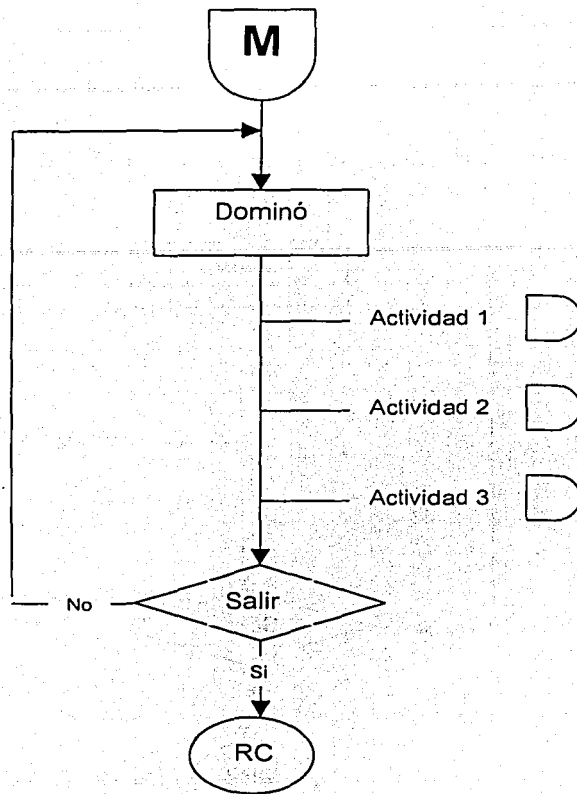 M
Dominó
Actividad 1
Actividad 2
Actividad 3
Salir
No
Si
RC